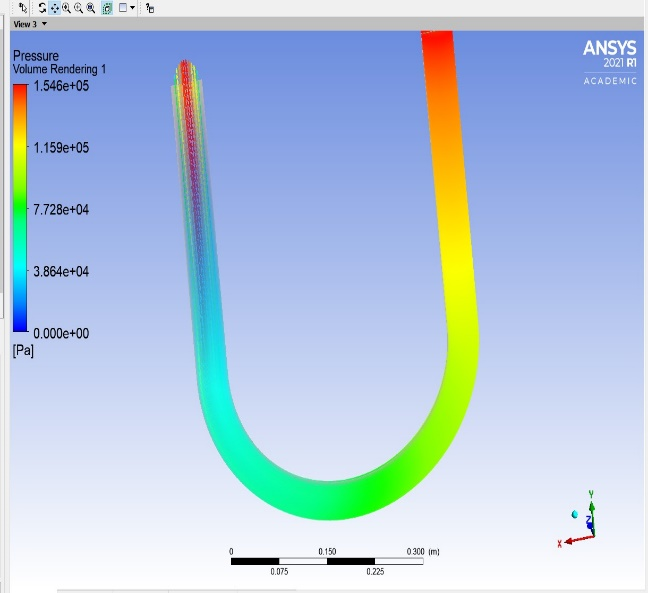 View 3
Pressure
Volume Rendering 1
1.546e+05
1.159e+05
7.728e+04
3.864e+04
0.000e+00
[Pa]
ANSYS
2021 R1
ACADEMIC
Y
Z
X
0 0.150 0.300 (m)
0.075 0.225